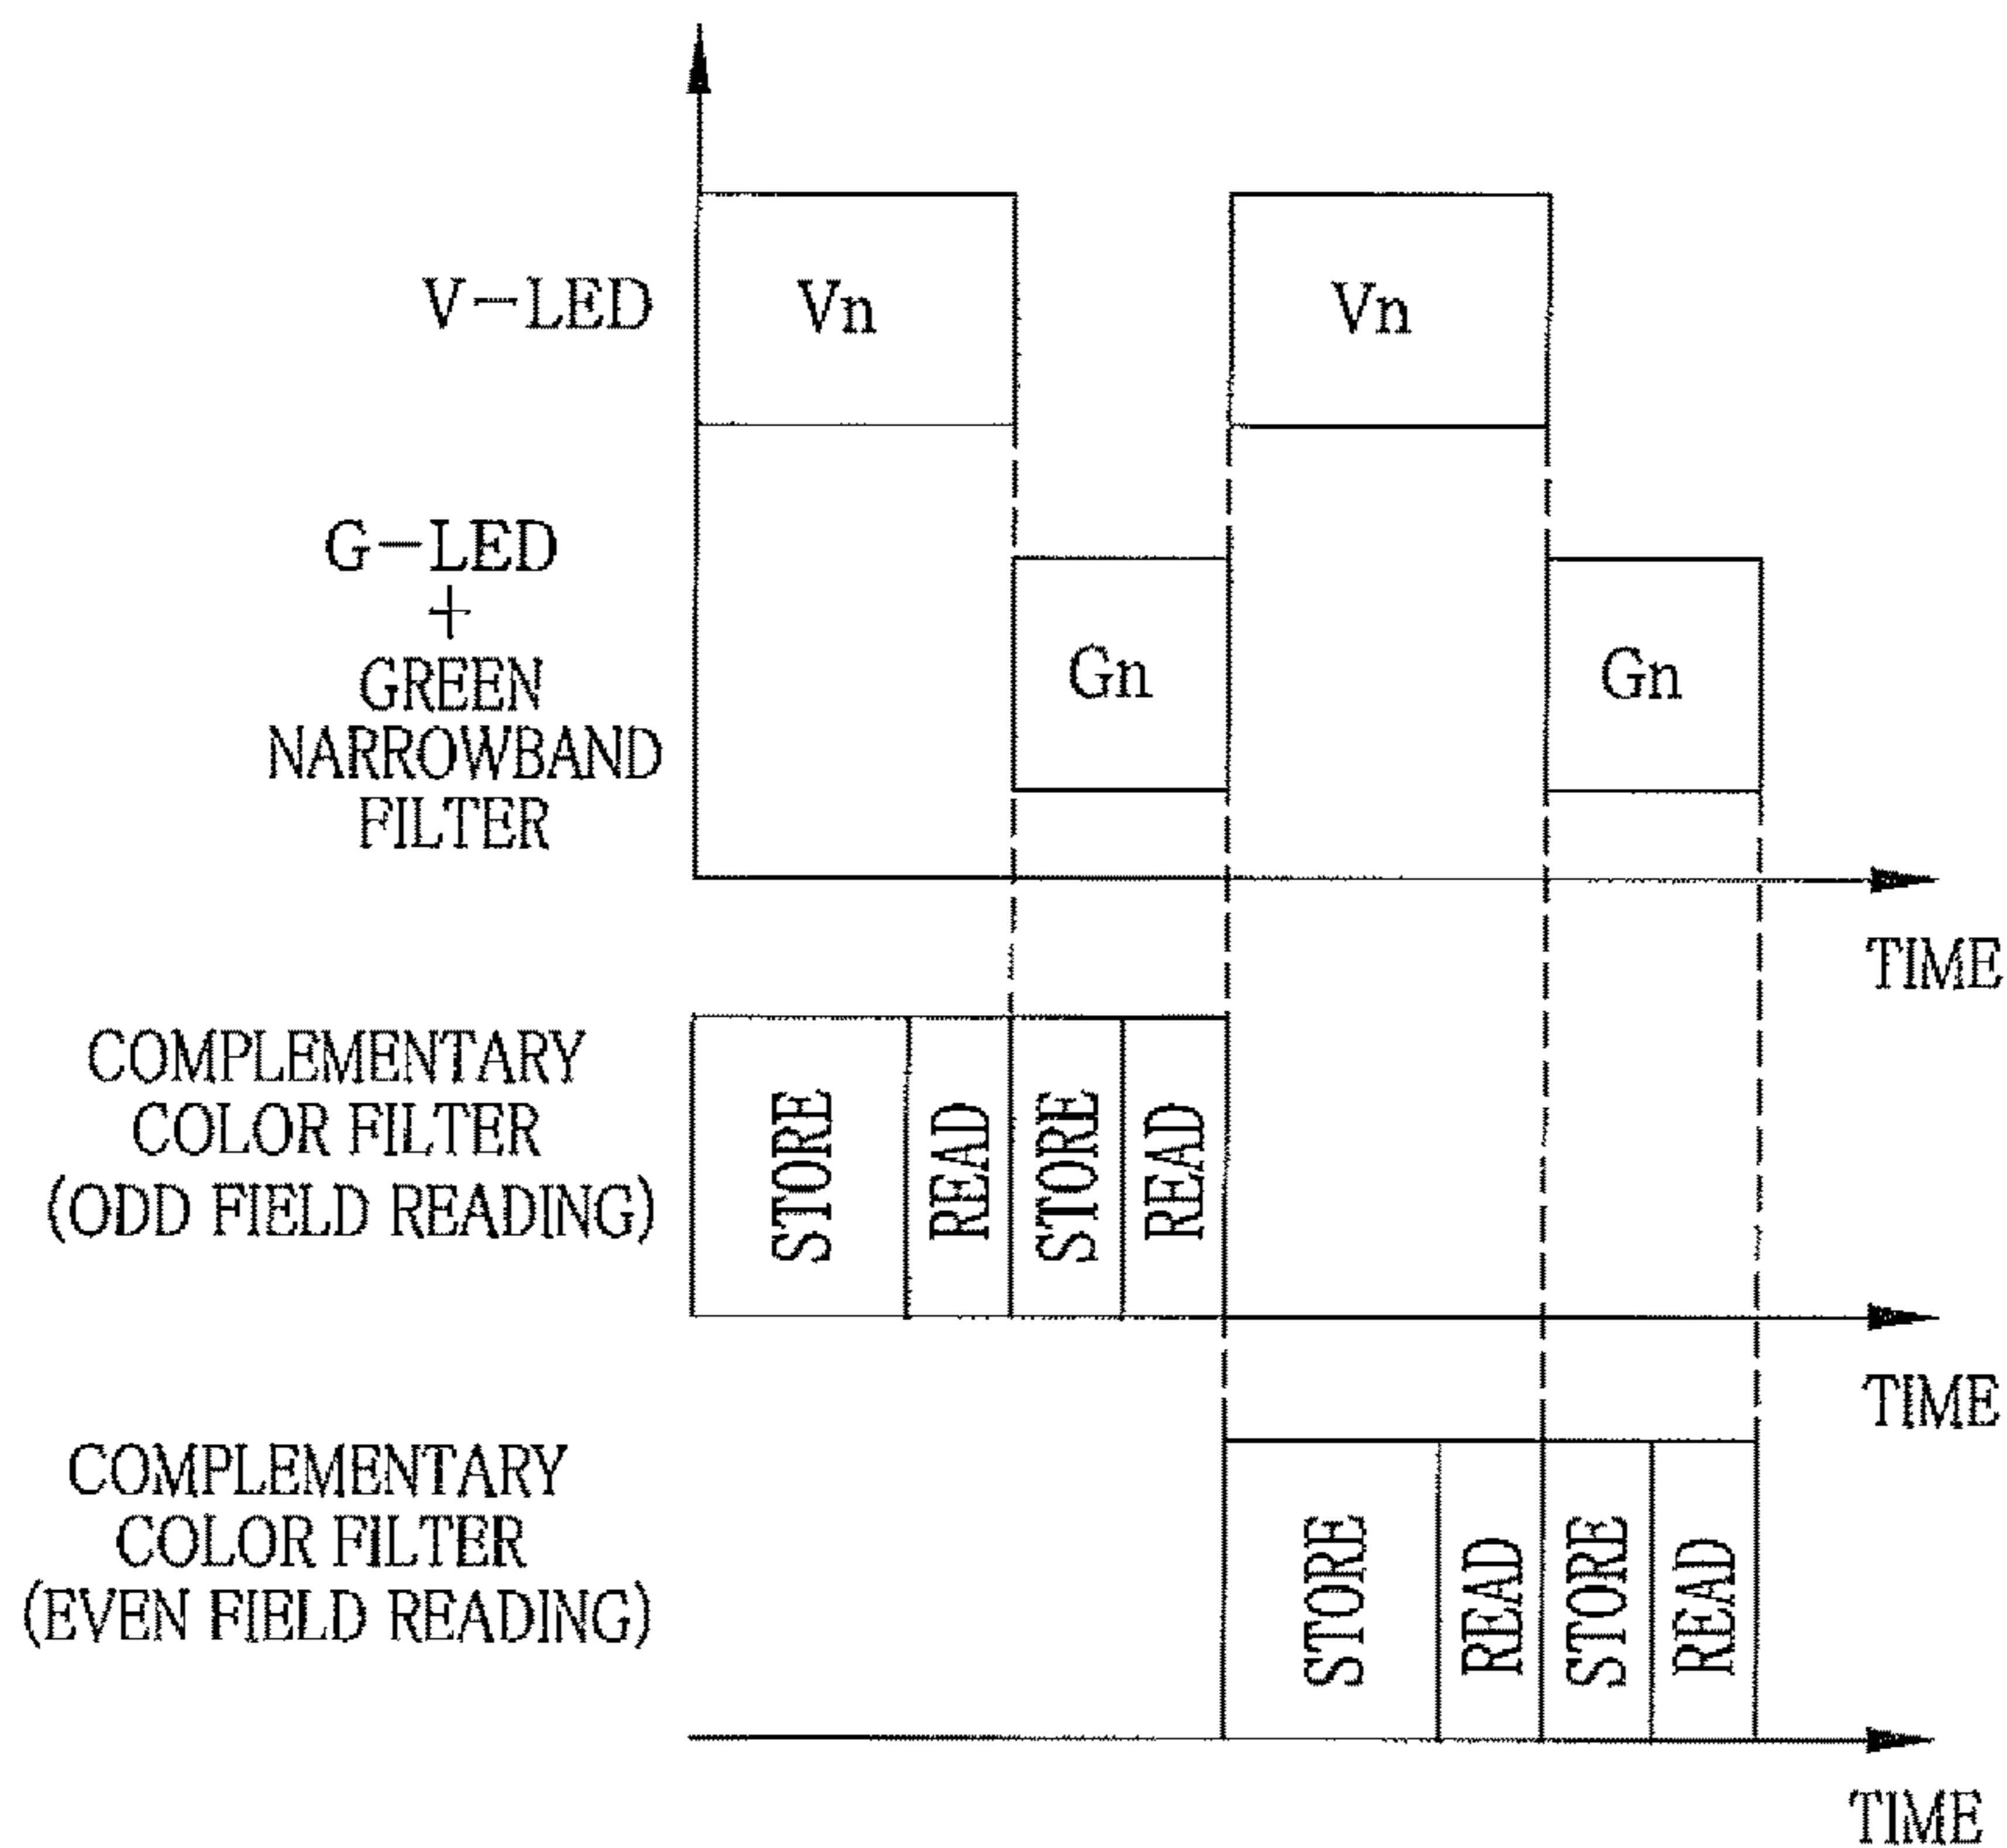 V-LED
Vn
Vn
G-LED
+
GREEN
NARROWBAND
FILTER
Gn
Gn
TIME
COMPLEMENTARY
COLOR FILTER
(ODD FIELD READING)
STORE
READ
STORE
READ
TIME
COMPLEMENTARY
COLOR FILTER
(EVEN FIELD READING)
STORE
READ
STORE
READ
TIME